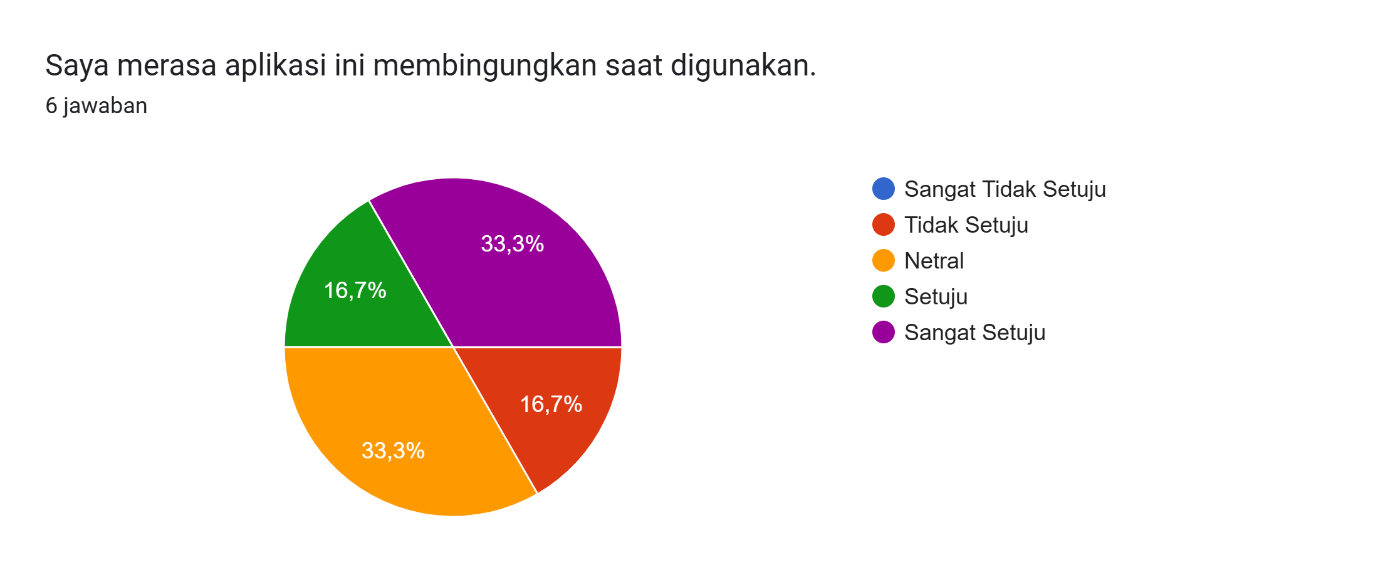 Saya merasa aplikasi ini membingungkan saat digunakan.
6 jawaban
33,3%
16,7%
16,7%
33,3%
Sangat Tidak Setuju
Tidak Setuju
Netral
Setuju
Sangat Setuju